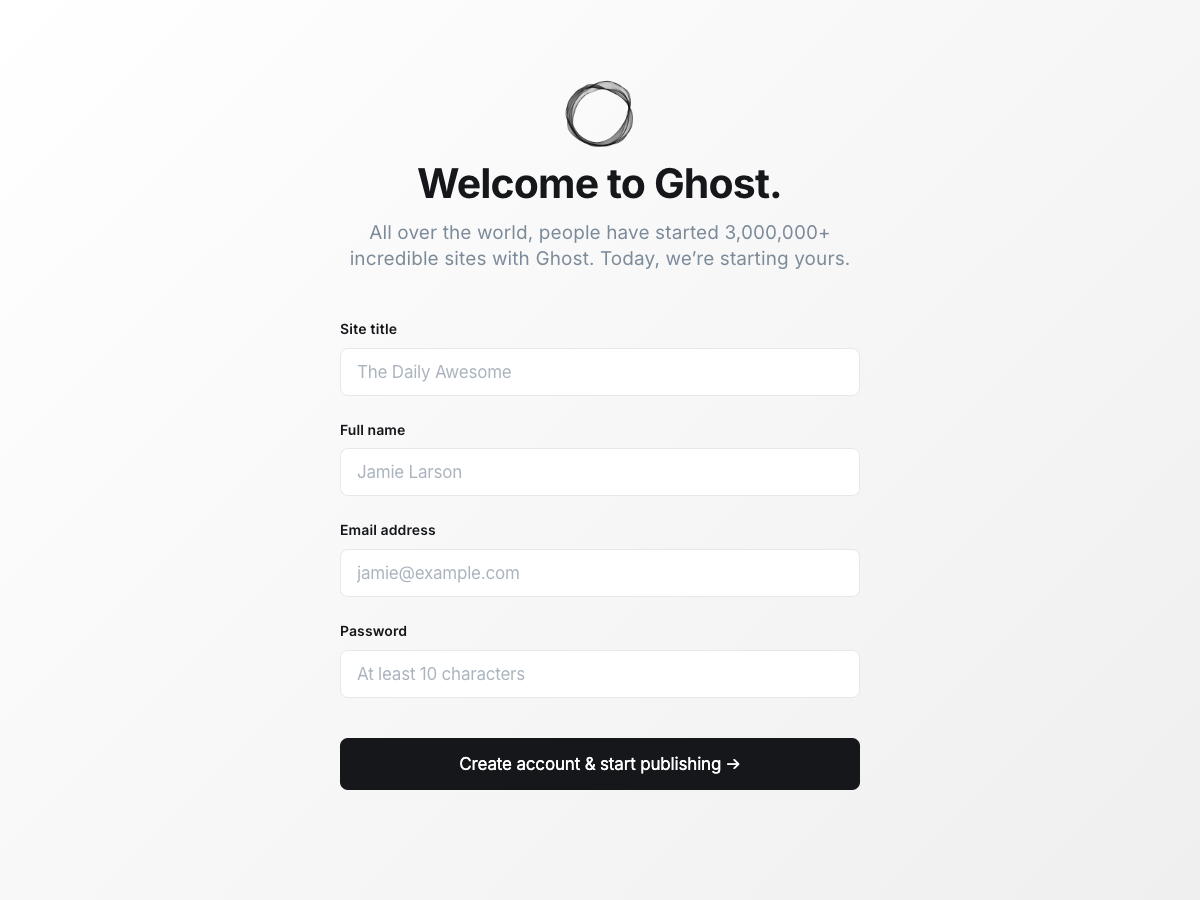 Welcome to Ghost.
All over the world, people have started 3,000,000+
incredible sites with Ghost. Today, we’re starting yours.
Site title
The Daily Awesome
Full name
Jamie Larson
Email address
jamie@example.com
Password
At least 10 characters
Create account & start publishing →